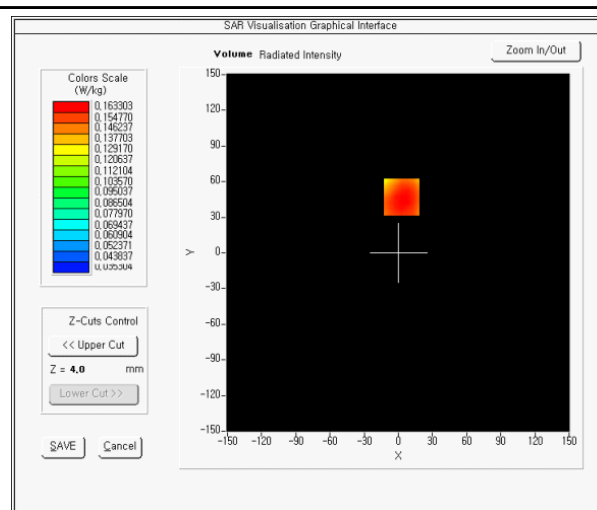 SAR Visualisation Graphical Interface
Volume Radiated Intensity
Zoom In/Out
Colors Scale
(W/kg)
0.163303
0.154770
0.146237
0.137703
0.129170
0.120637
0.112104
0.103570
0.095037
0.086504
0.077970
0.069437
0.060904
0.052371
0.043837
0.035304
Z-Cuts Control
<< Upper Cut
Z = 4.0 mm
Lower Cut >>
SAVE Cancel
150
120
90
60
30
0
-30
-60
-90
-120
-150
Y
-150 -120 -90 -60 -30 0 30 60 90 120 150
X